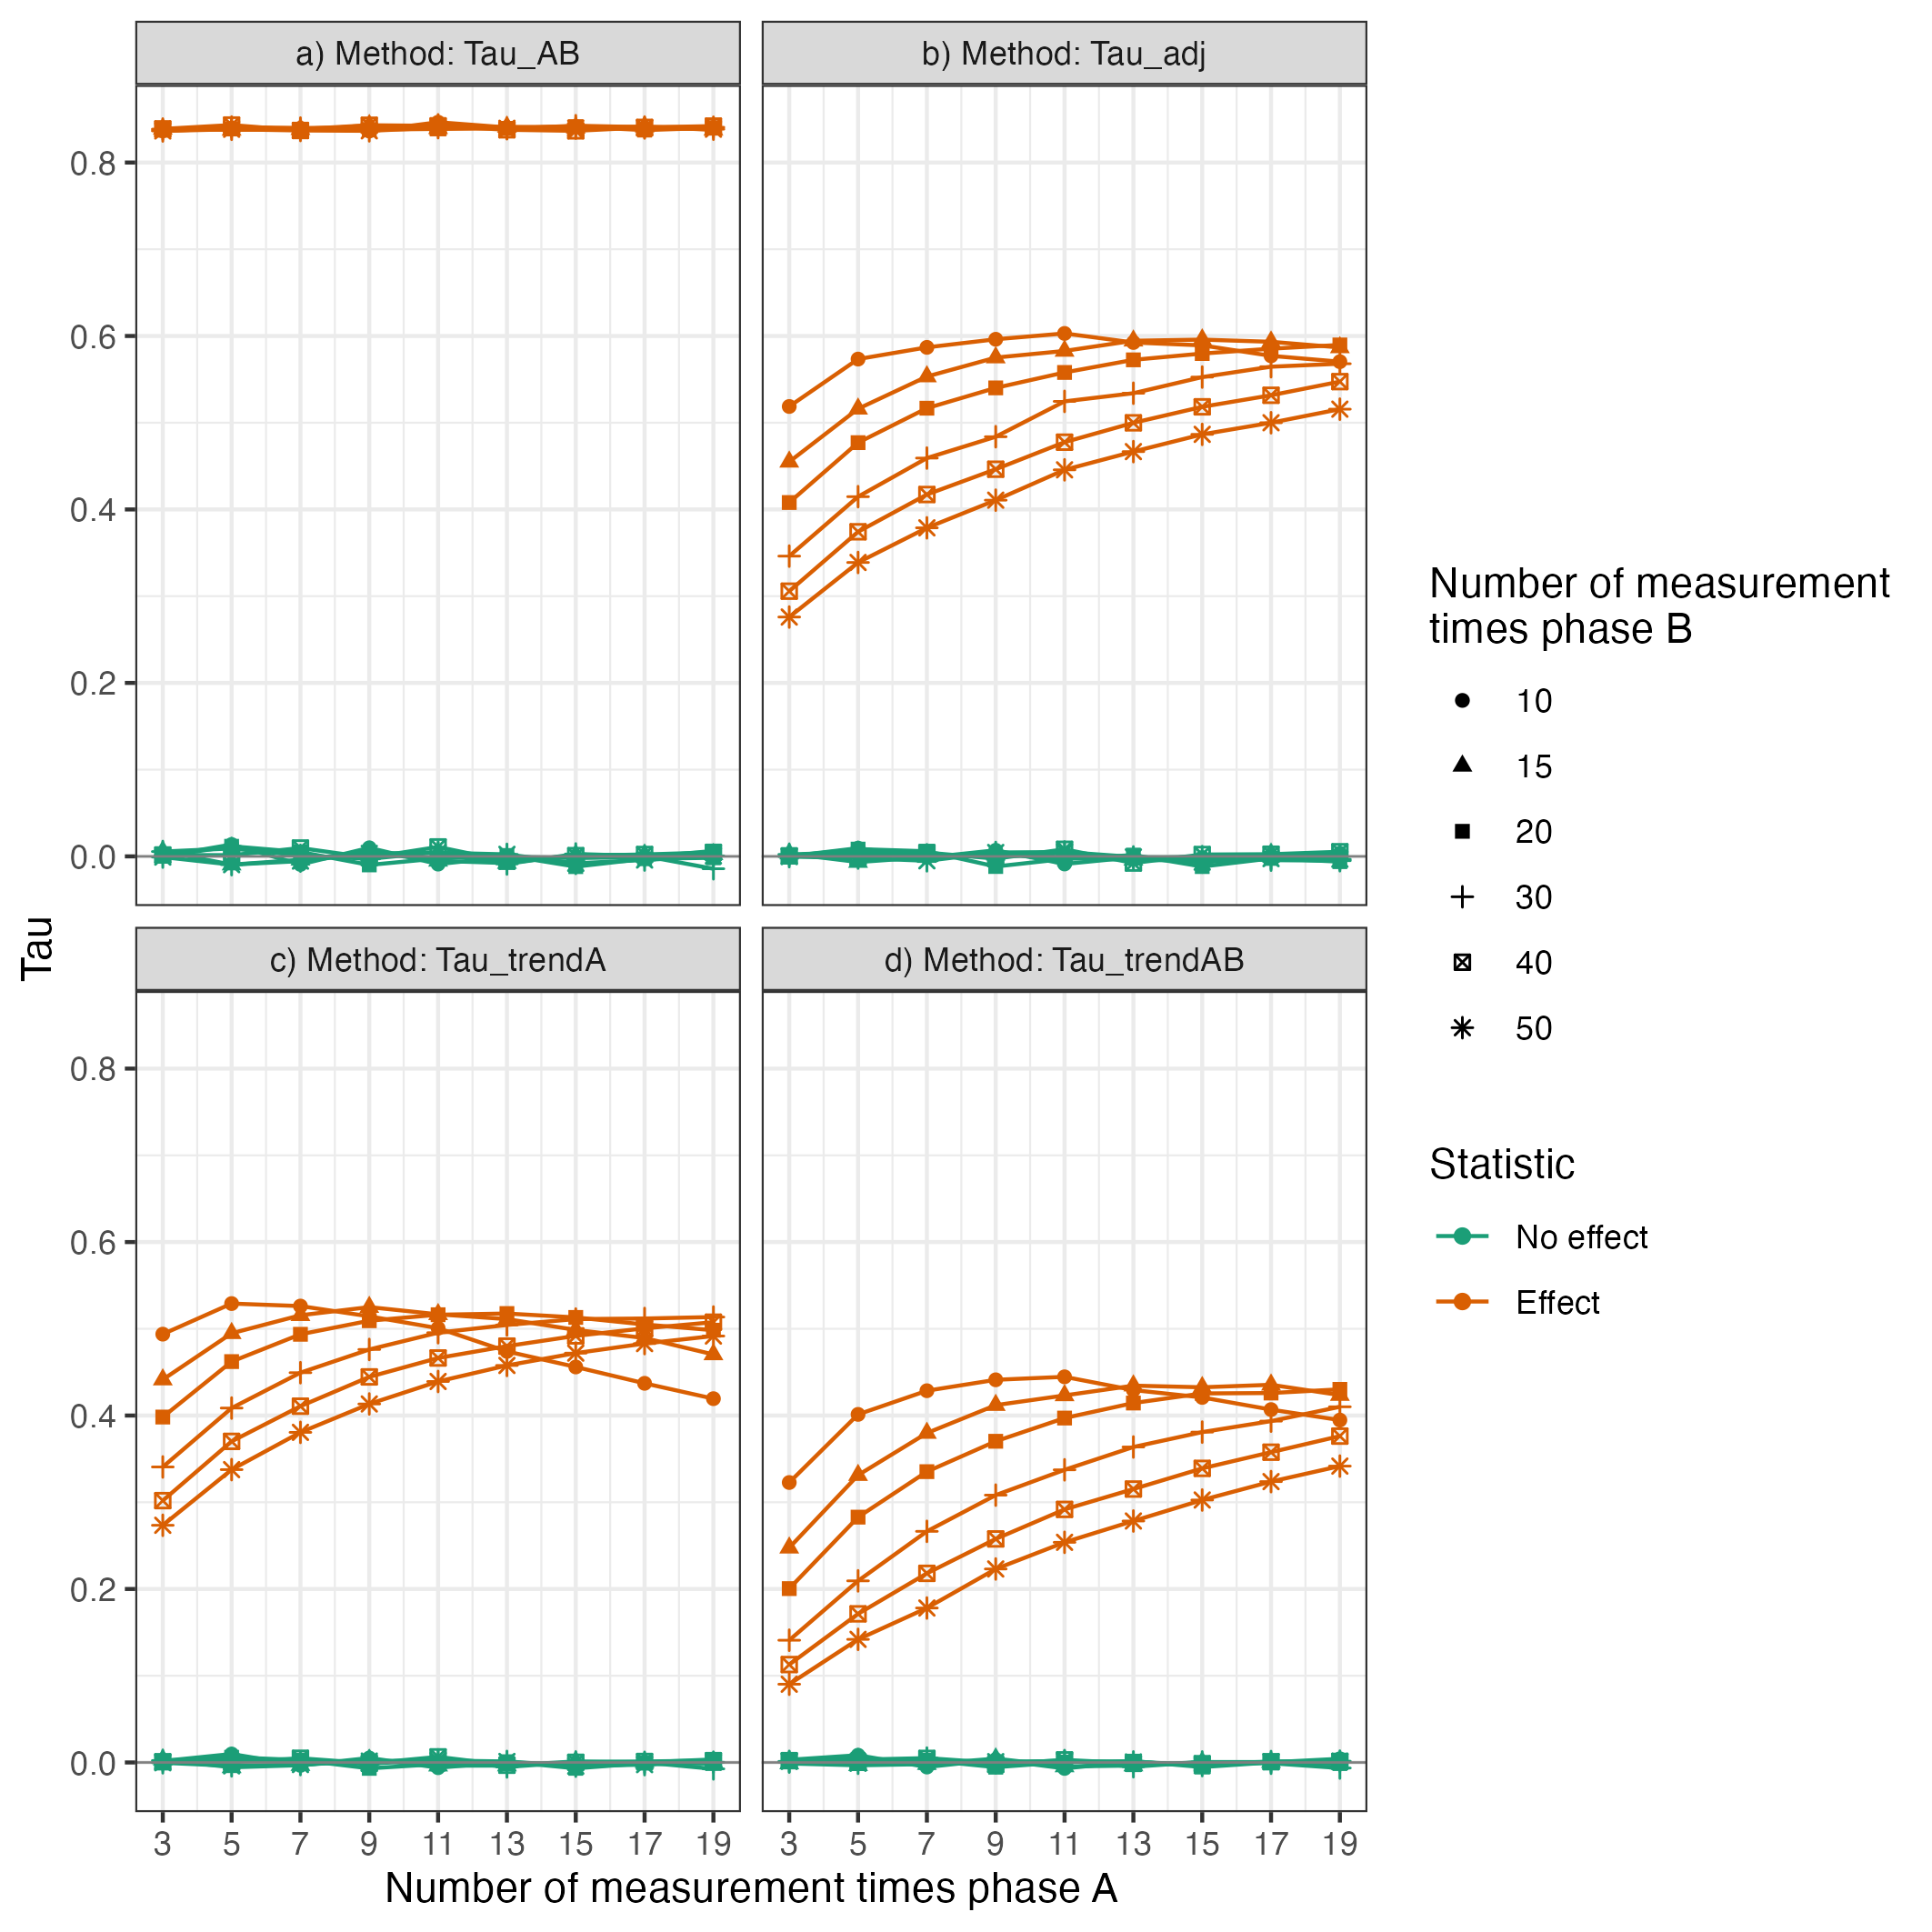 a) Method: Tau_AB
b) Method: Tau_adj
0.8
0.6
0.4
0.2
0.0
c) Method: Tau_trendA
d) Method: Tau_trendAB
0.8
0.6
0.4
0.2
0.0
3 5 7 9 11 13 15 17 19
3 5 7 9 11 13 15 17 19
Number of measurement times phase A
Tau
Number of measurement
times phase B
10
15
20
30
40
50
Statistic
No effect
Effect